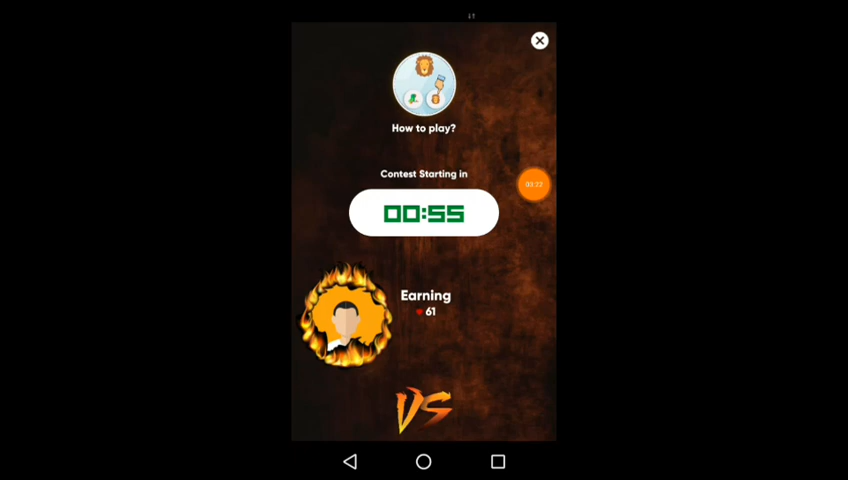 How to play?
Contest Starting in
03:22
00:55
Earning
61
VS